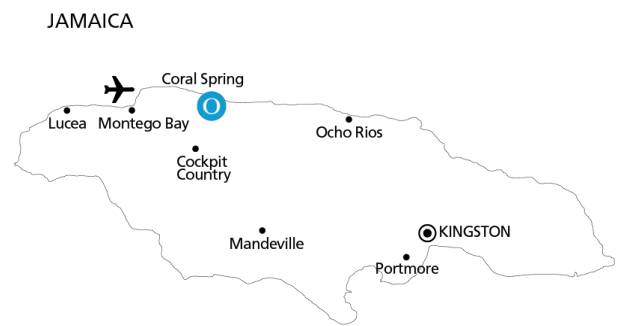 JAMAICA
Coral Spring
O
Lucea
Montego Bay
Ocho Rios
Cockpit
Country
Mandeville
KINGSTON
Portmore